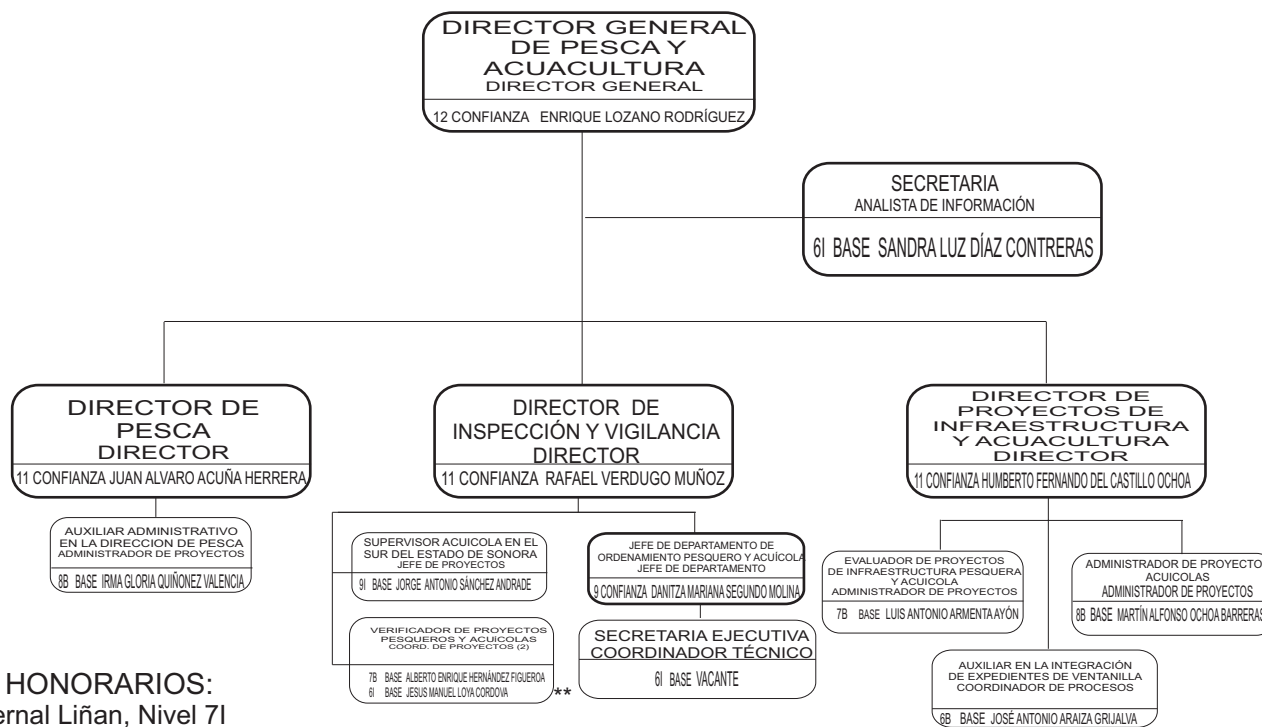 DIRECTOR GENERAL
DE PESCA Y
ACUACULTURA
DIRECTOR GENERAL
12 CONFIANZA ENRIQUE LOZANO RODRÍGUEZ
SECRETARIA
ANALISTA DE INFORMACIÓN
6I BASE SANDRA LUZ DÍAZ CONTRERAS
DIRECTOR DE
PESCA
DIRECTOR
11 CONFIANZA JUAN ALVARO ACUÑA HERRERA
DIRECTOR DE
INSPECCIÓN Y VIGILANCIA
DIRECTOR
11 CONFIANZA RAFAEL VERDUGO MUÑOZ
DIRECTOR DE
PROYECTOS DE
INFRAESTRUCTURA
Y ACUACULTURA
DIRECTOR
11 CONFIANZA HUMBERTO FERNANDO DEL CASTILLO OCHOA
AUXILIAR ADMINISTRATIVO
EN LA DIRECCION DE PESCA
ADMINISTRADOR DE PROYECTOS
8B BASE IRMA GLORIA QUIÑONEZ VALENCIA
SUPERVISOR ACUICOLA EN EL
SUR DEL ESTADO DE SONORA
JEFE DE PROYECTOS
9I BASE JORGE ANTONIO SÁNCHEZ ANDRADE
JEFE DE DEPARTAMENTO DE
ORDENAMIENTO PESQUERO Y ACUÍCOLA
JEFE DE DEPARTAMENTO
9 CONFIANZA DANITZA MARIANA SEGUNDO MOLINA
VERIFICADOR DE PROYECTOS
PESQUEROS Y ACUÍCOLAS
COORD. DE PROYECTOS (2)
7B BASE ALBERTO ENRIQUE HERNÁNDEZ FIGUEROA
6I BASE JESUS MANUEL LOYA CORDOVA **
SECRETARIA EJECUTIVA
COORDINADOR TÉCNICO
6I BASE VACANTE
EVALUADOR DE PROYECTOS
DE INFRAESTRUCTURA PESQUERA
Y ACUICOLA
ADMINISTRADOR DE PROYECTOS
7B BASE LUIS ANTONIO ARMENTA AYÓN
ADMINISTRADOR DE PROYECTO
ACUICOLAS
ADMINISTRADOR DE PROYECTOS
8B BASE MARTÍN ALFONSO OCHOA BARRERAS
AUXILIAR EN LA INTEGRACIÓN
DE EXPEDIENTES DE VENTANILLA
COORDINADOR DE PROCESOS
6B BASE JOSÉ ANTONIO ARAIZA GRIJALVA
HONORARIOS:
ernal Liñan, Nivel 7I